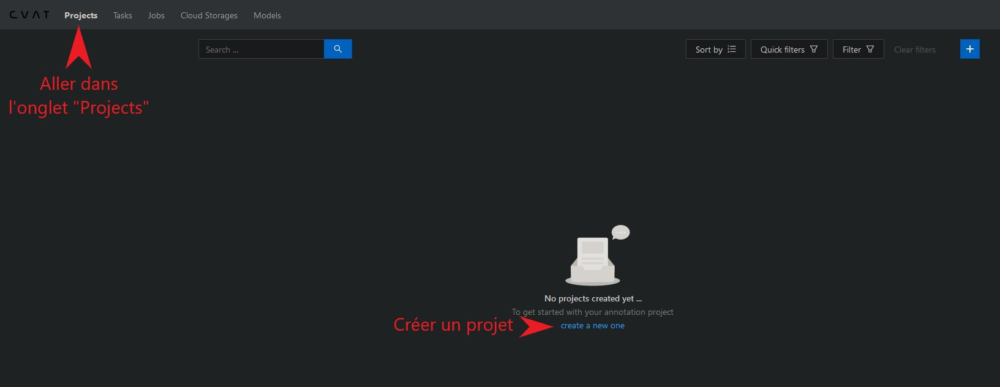 CVAT Projects Tasks Jobs Cloud Storages Models
Search ... Sort by Quick filters Filter Clear filters
Aller dans
l'onglet "Projects"
No projects created yet ...
To get started with your annotation project
Créer un projet create a new one